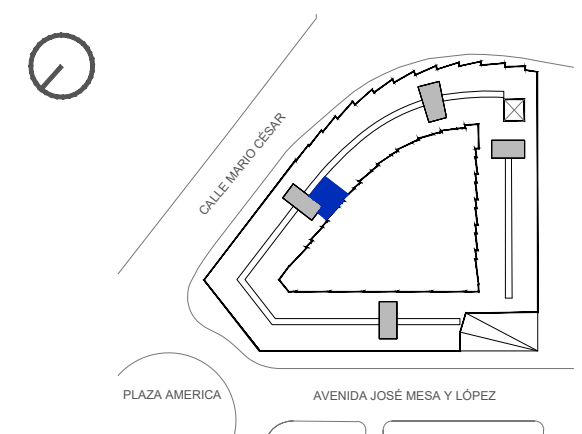 CALLE MARIO CÉSAR
PLAZA AMERICA
AVENIDA JOSÉ MESA Y LÓPEZ